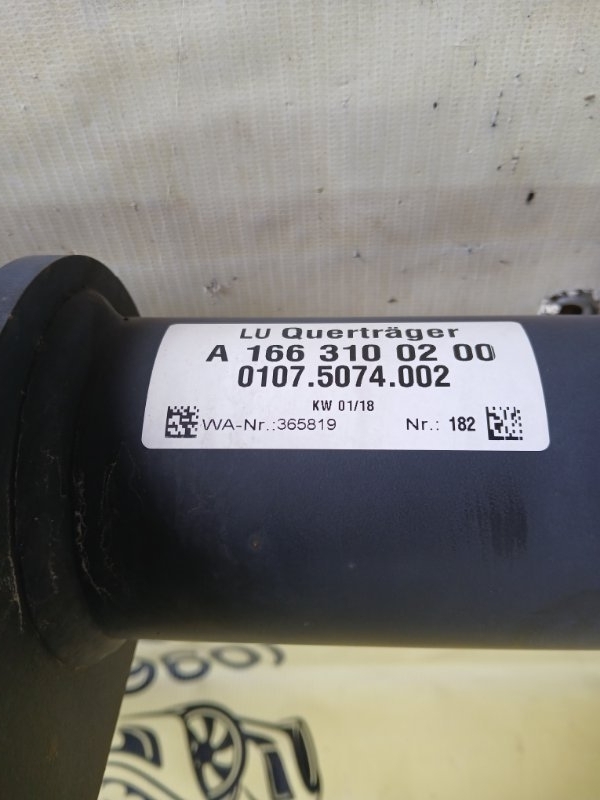 LU Querträger
A 166 310 02 00
0107.5074.002
KW 01/18
WA-Nr.:365819 Nr.: 182